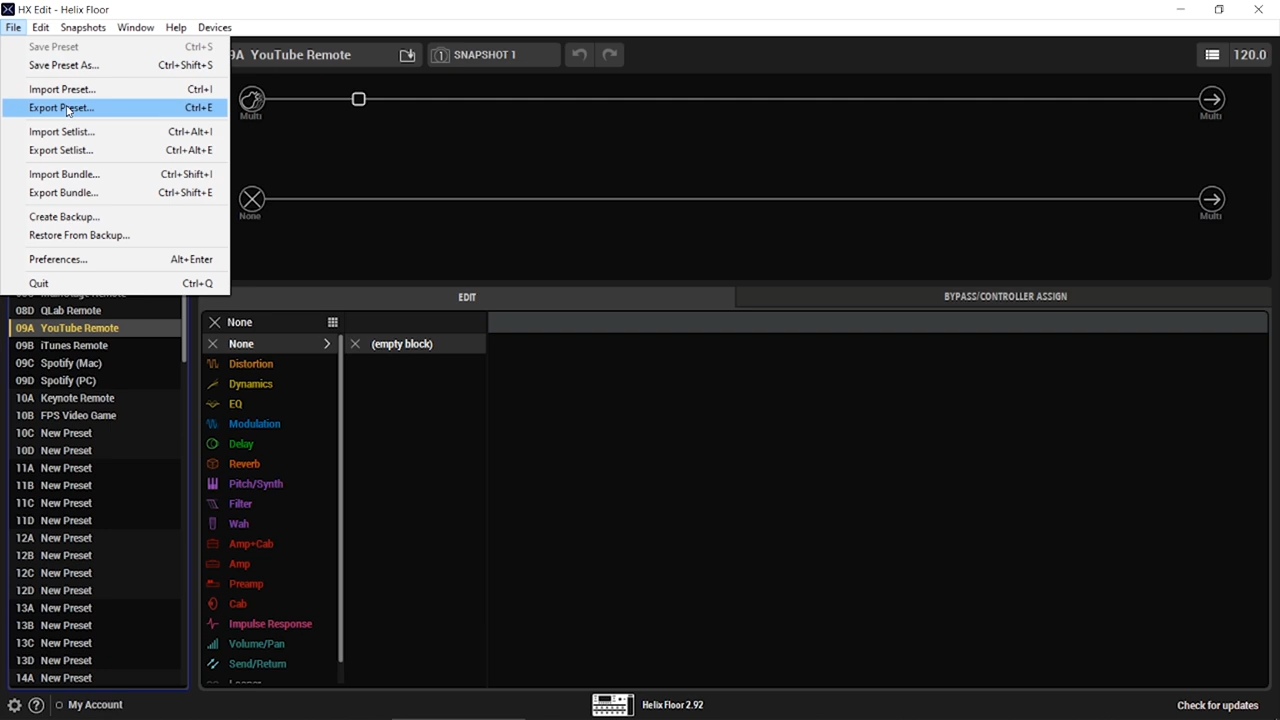 HX Edit - Helix Floor
File Edit Snapshots Window Help Devices
Save Preset Ctrl+S
Save Preset As... Ctrl+Shift+S
Import Preset... Ctrl+I
Export Preset... Ctrl+E
Import Setlist... Ctrl+Alt+I
Export Setlist... Ctrl+Alt+E
Import Bundle... Ctrl+Shift+I
Export Bundle... Ctrl+Shift+E
Create Backup...
Restore From Backup...
Preferences... Alt+Enter
Quit Ctrl+Q
9A YouTube Remote
1 SNAPSHOT 1
120.0
Multi
Multi
None
Multi
08D QLab Remote
09A YouTube Remote
09B iTunes Remote
09C Spotify (Mac)
09D Spotify (PC)
10A Keynote Remote
10B FPS Video Game
10C New Preset
10D New Preset
11A New Preset
11B New Preset
11C New Preset
11D New Preset
12A New Preset
12B New Preset
12C New Preset
12D New Preset
13A New Preset
13B New Preset
13C New Preset
13D New Preset
14A New Preset
EDIT
BYPASS/CONTROLLER ASSIGN
None
None
Distortion
Dynamics
EQ
Modulation
Delay
Reverb
Pitch/Synth
Filter
Wah
Amp+Cab
Amp
Preamp
Cab
Impulse Response
Volume/Pan
Send/Return
(empty block)
? My Account
Helix Floor 2.92
Check for updates